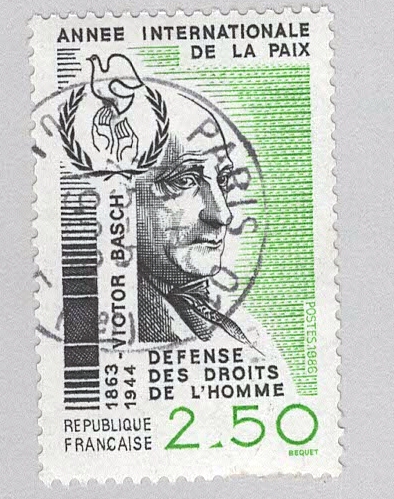 ANNEE INTERNATIONALE
DE LA PAIX
PARIS
1863 - VICTOR BASCH
1944
POSTES 1986
DEFENSE
DES DROITS
DE L'HOMME
REPUBLIQUE
FRANÇAISE
2.50
BEQUET